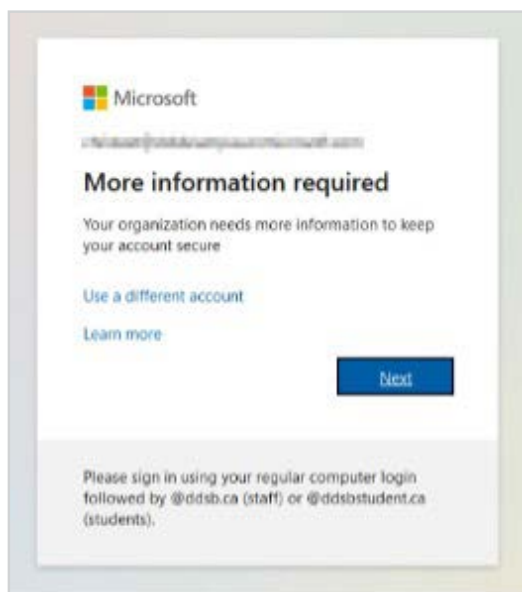 Microsoft
More information required
Your organization needs more information to keep
your account secure
Use a different account
Learn more
Next
Please sign in using your regular computer login
followed by @ddsb.ca (staff) or @ddsbstudent.ca
(students).